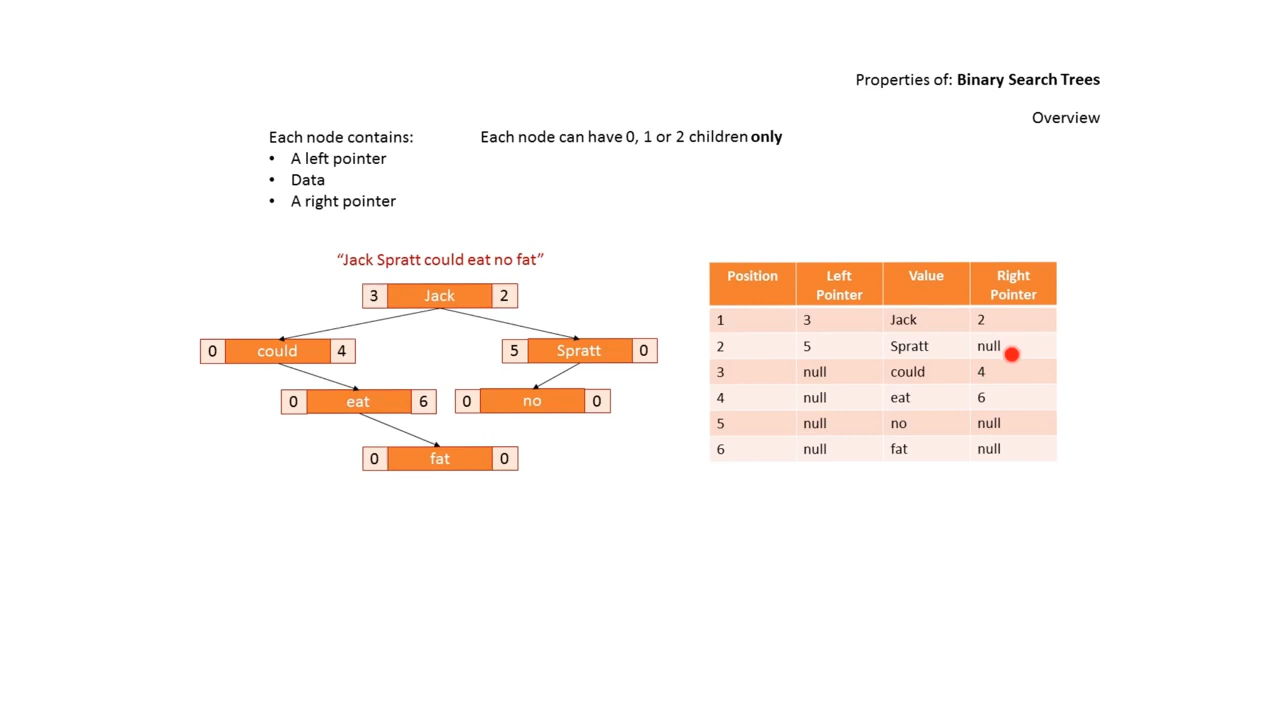 Properties of: Binary Search Trees
Overview
Each node contains:
• A left pointer
• Data
• A right pointer
Each node can have 0, 1 or 2 children only
“Jack Spratt could eat no fat”
3 Jack 2
0 could 4
5 Spratt 0
0 eat 6
0 no 0
0 fat 0
Position Left Pointer Value Right Pointer
1 3 Jack 2
2 5 Spratt null
3 null could 4
4 null eat 6
5 null no null
6 null fat null